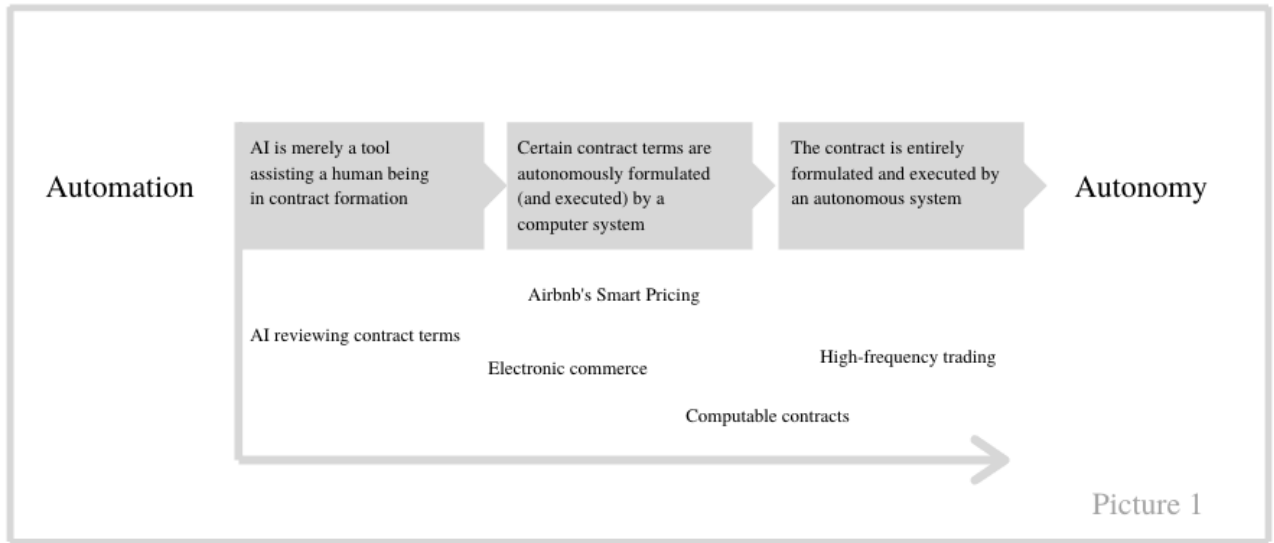 Automation
AI is merely a tool
assisting a human being
in contract formation
Certain contract terms are
autonomously formulated
(and executed) by a
computer system
The contract is entirely
formulated and executed by
an autonomous system
Autonomy
Airbnb's Smart Pricing
AI reviewing contract terms
Electronic commerce
High-frequency trading
Computable contracts
Picture 1